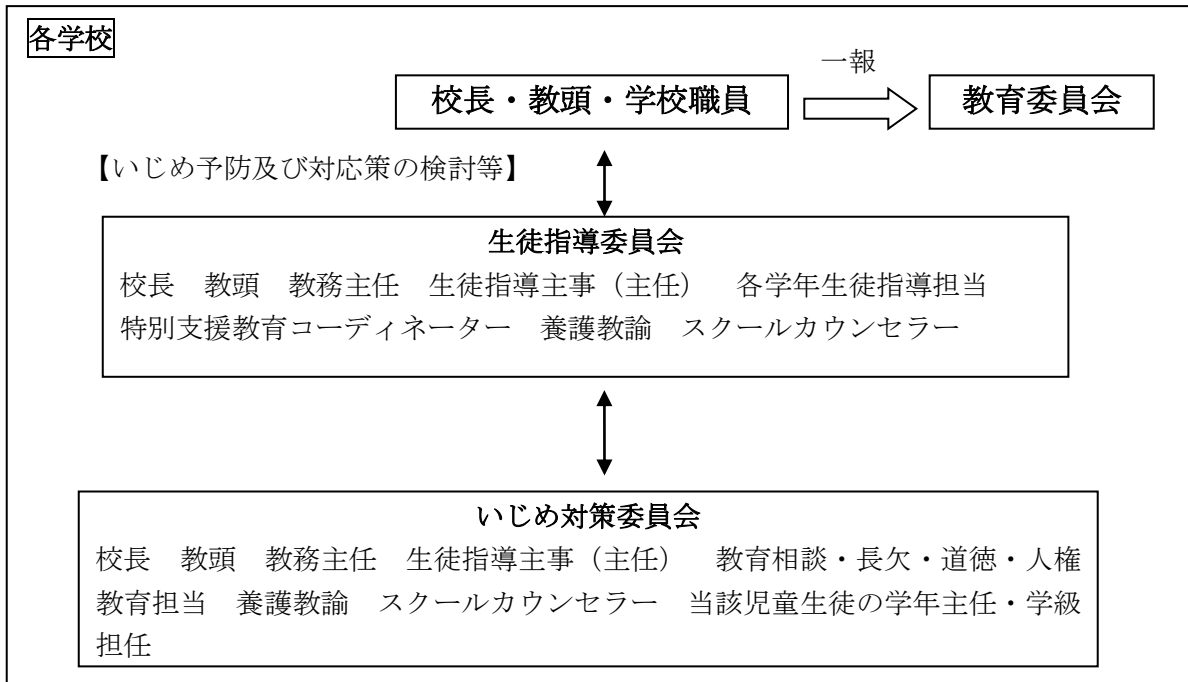 各学校
一報
校長・教頭・学校職員
教育委員会
【いじめ予防及び対応策の検討等】
生徒指導委員会
校長　教頭　教務主任　生徒指導主事（主任）　各学年生徒指導担当
特別支援教育コーディネーター　養護教諭　スクールカウンセラー
いじめ対策委員会
校長　教頭　教務主任　生徒指導主事（主任）　教育相談・長欠・道徳・人権
教育担当　養護教諭　スクールカウンセラー　当該児童生徒の学年主任・学級
担任